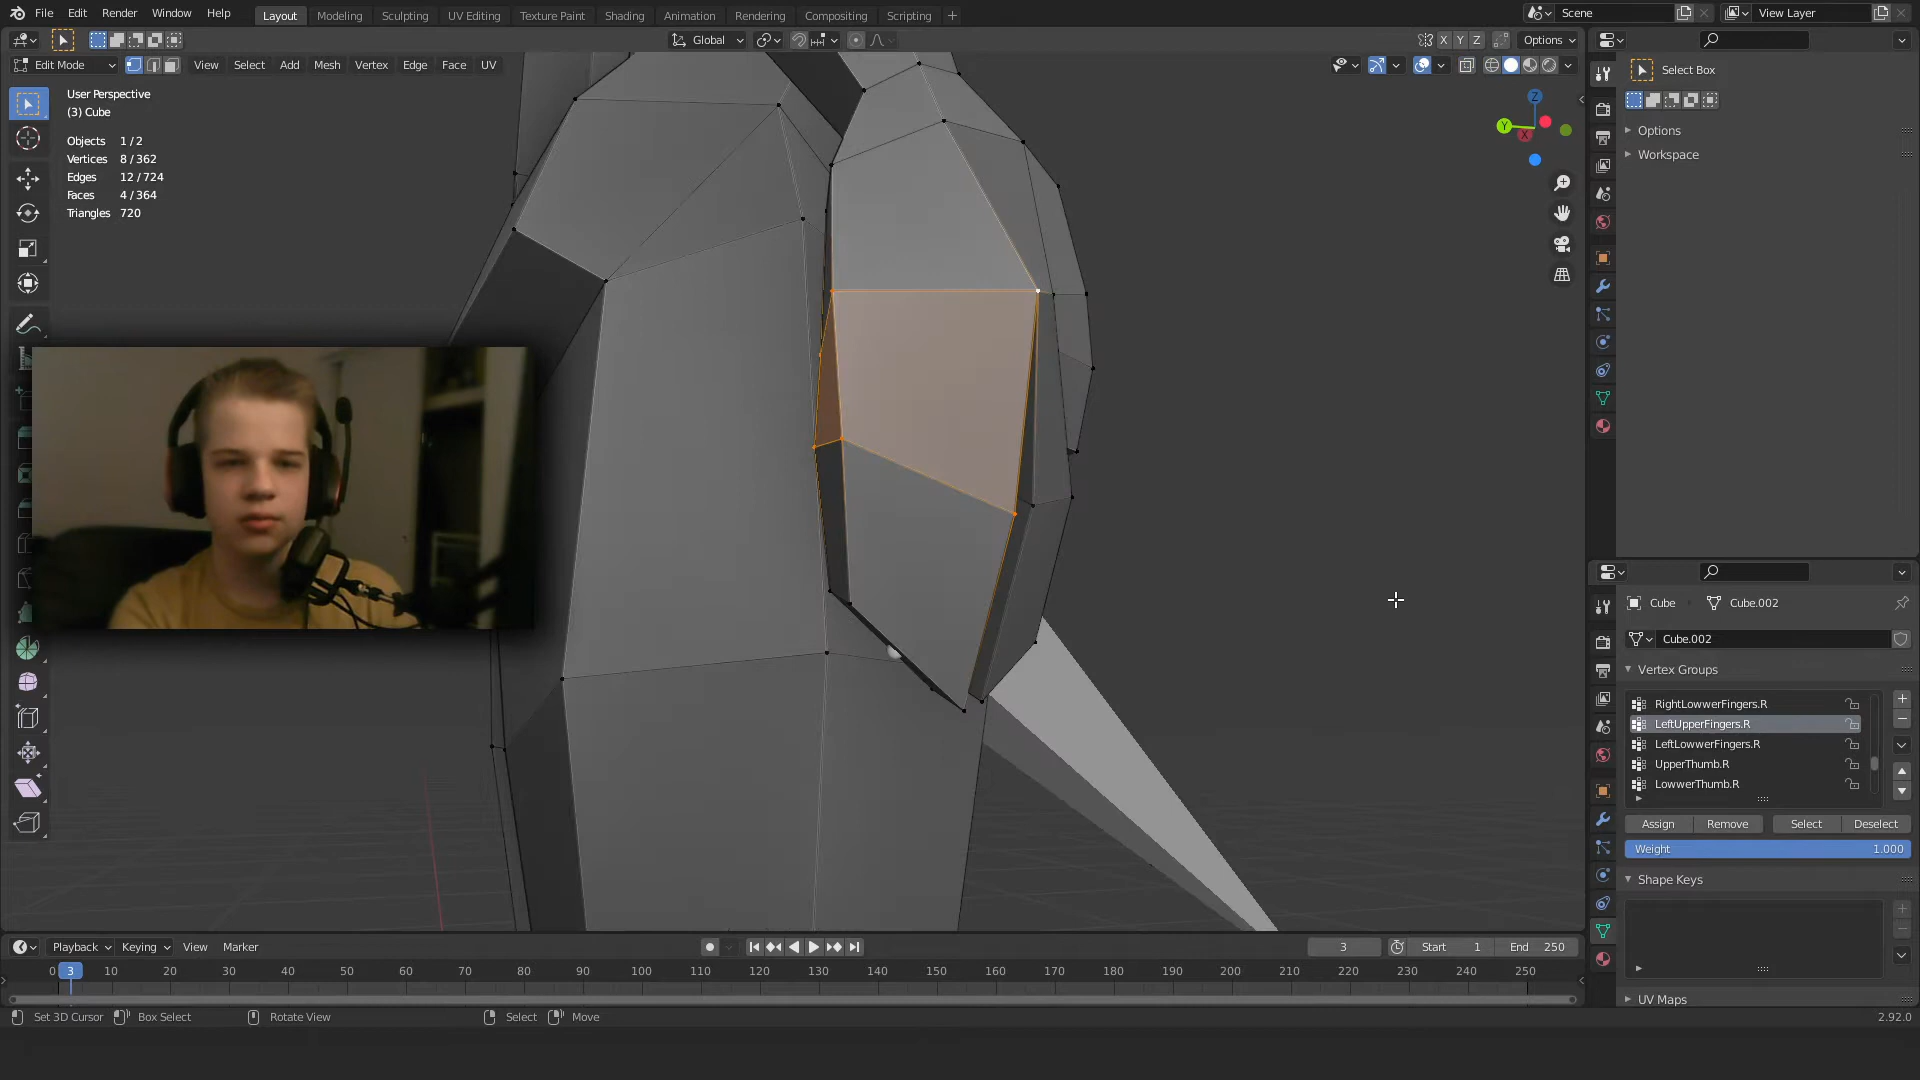 File Edit Render Window Help Layout Modeling Sculpting UV Editing Texture Paint Shading Animation Rendering Compositing Scripting + Scene View Layer
Global X Y Z Options
Edit Mode View Select Add Mesh Vertex Edge Face UV Select Box
User Perspective
(3) Cube
Objects 1 / 2
Vertices 8 / 362
Edges 12 / 724
Faces 4 / 364
Triangles 720
Z
Y
X
Options
Workspace
Cube Cube.002
Cube.002
Vertex Groups
RightLowwerFingers.R
LeftUpperFingers.R
LeftLowwerFingers.R
UpperThumb.R
LowwerThumb.R
Assign Remove Select Deselect
Weight 1.000
Shape Keys
UV Maps
Playback Keying View Marker 3 Start 1 End 250
0 3 10 20 30 40 50 60 70 80 90 100 110 120 130 140 150 160 170 180 190 200 210 220 230 240 250
Set 3D Cursor Box Select Rotate View Select Move 2.92.0